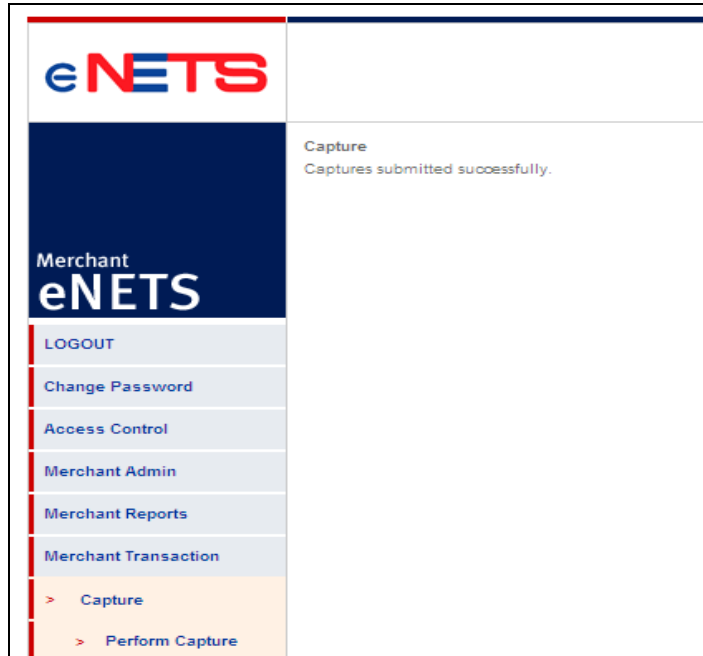 eNETS
Capture
Captures submitted successfully.
Merchant
eNETS
LOGOUT
Change Password
Access Control
Merchant Admin
Merchant Reports
Merchant Transaction
> Capture
> Perform Capture